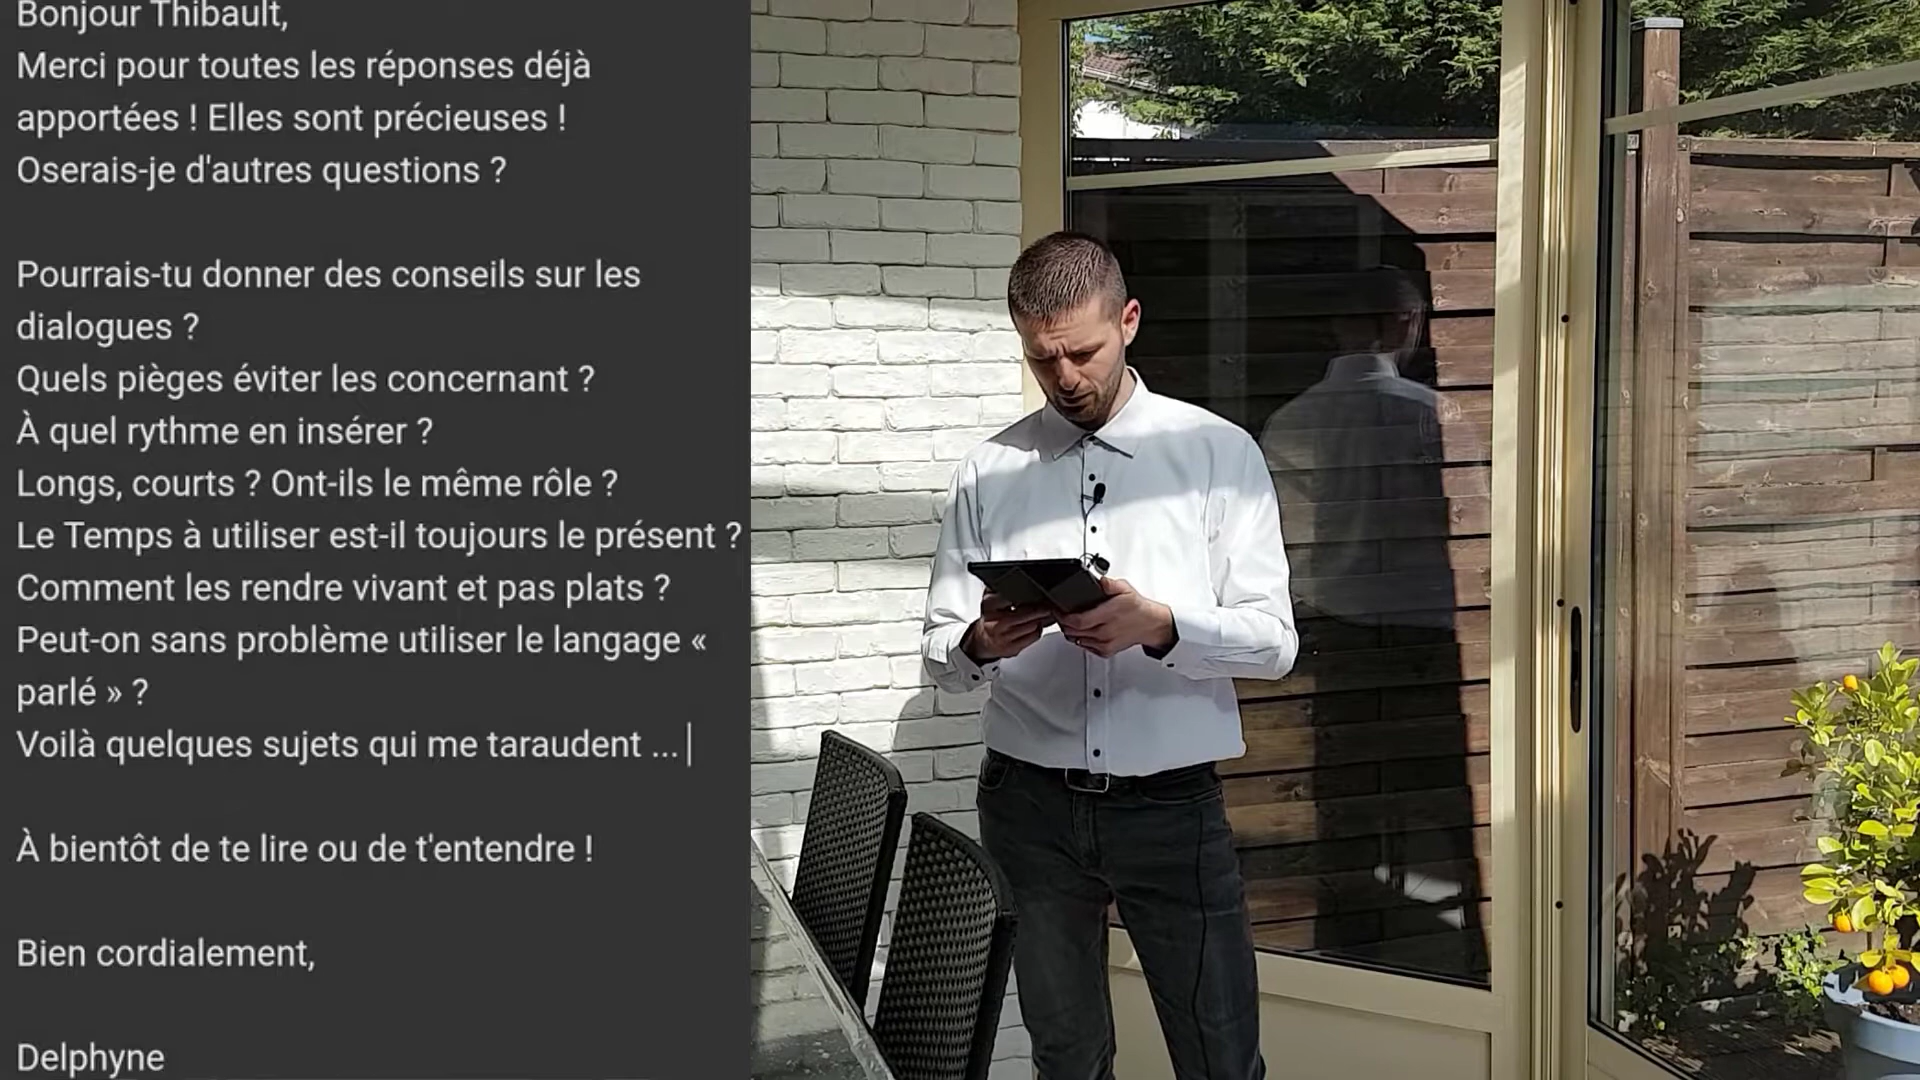 Bonjour Thibault,
Merci pour toutes les réponses déjà
apportées ! Elles sont précieuses !
Oserais-je d'autres questions ?
Pourrais-tu donner des conseils sur les
dialogues ?
Quels pièges éviter les concernant ?
À quel rythme en insérer ?
Longs, courts ? Ont-ils le même rôle ?
Le Temps à utiliser est-il toujours le présent ?
Comment les rendre vivant et pas plats ?
Peut-on sans problème utiliser le langage «
parlé » ?
Voilà quelques sujets qui me taraudent ...
À bientôt de te lire ou de t'entendre !
Bien cordialement,
Delphyne